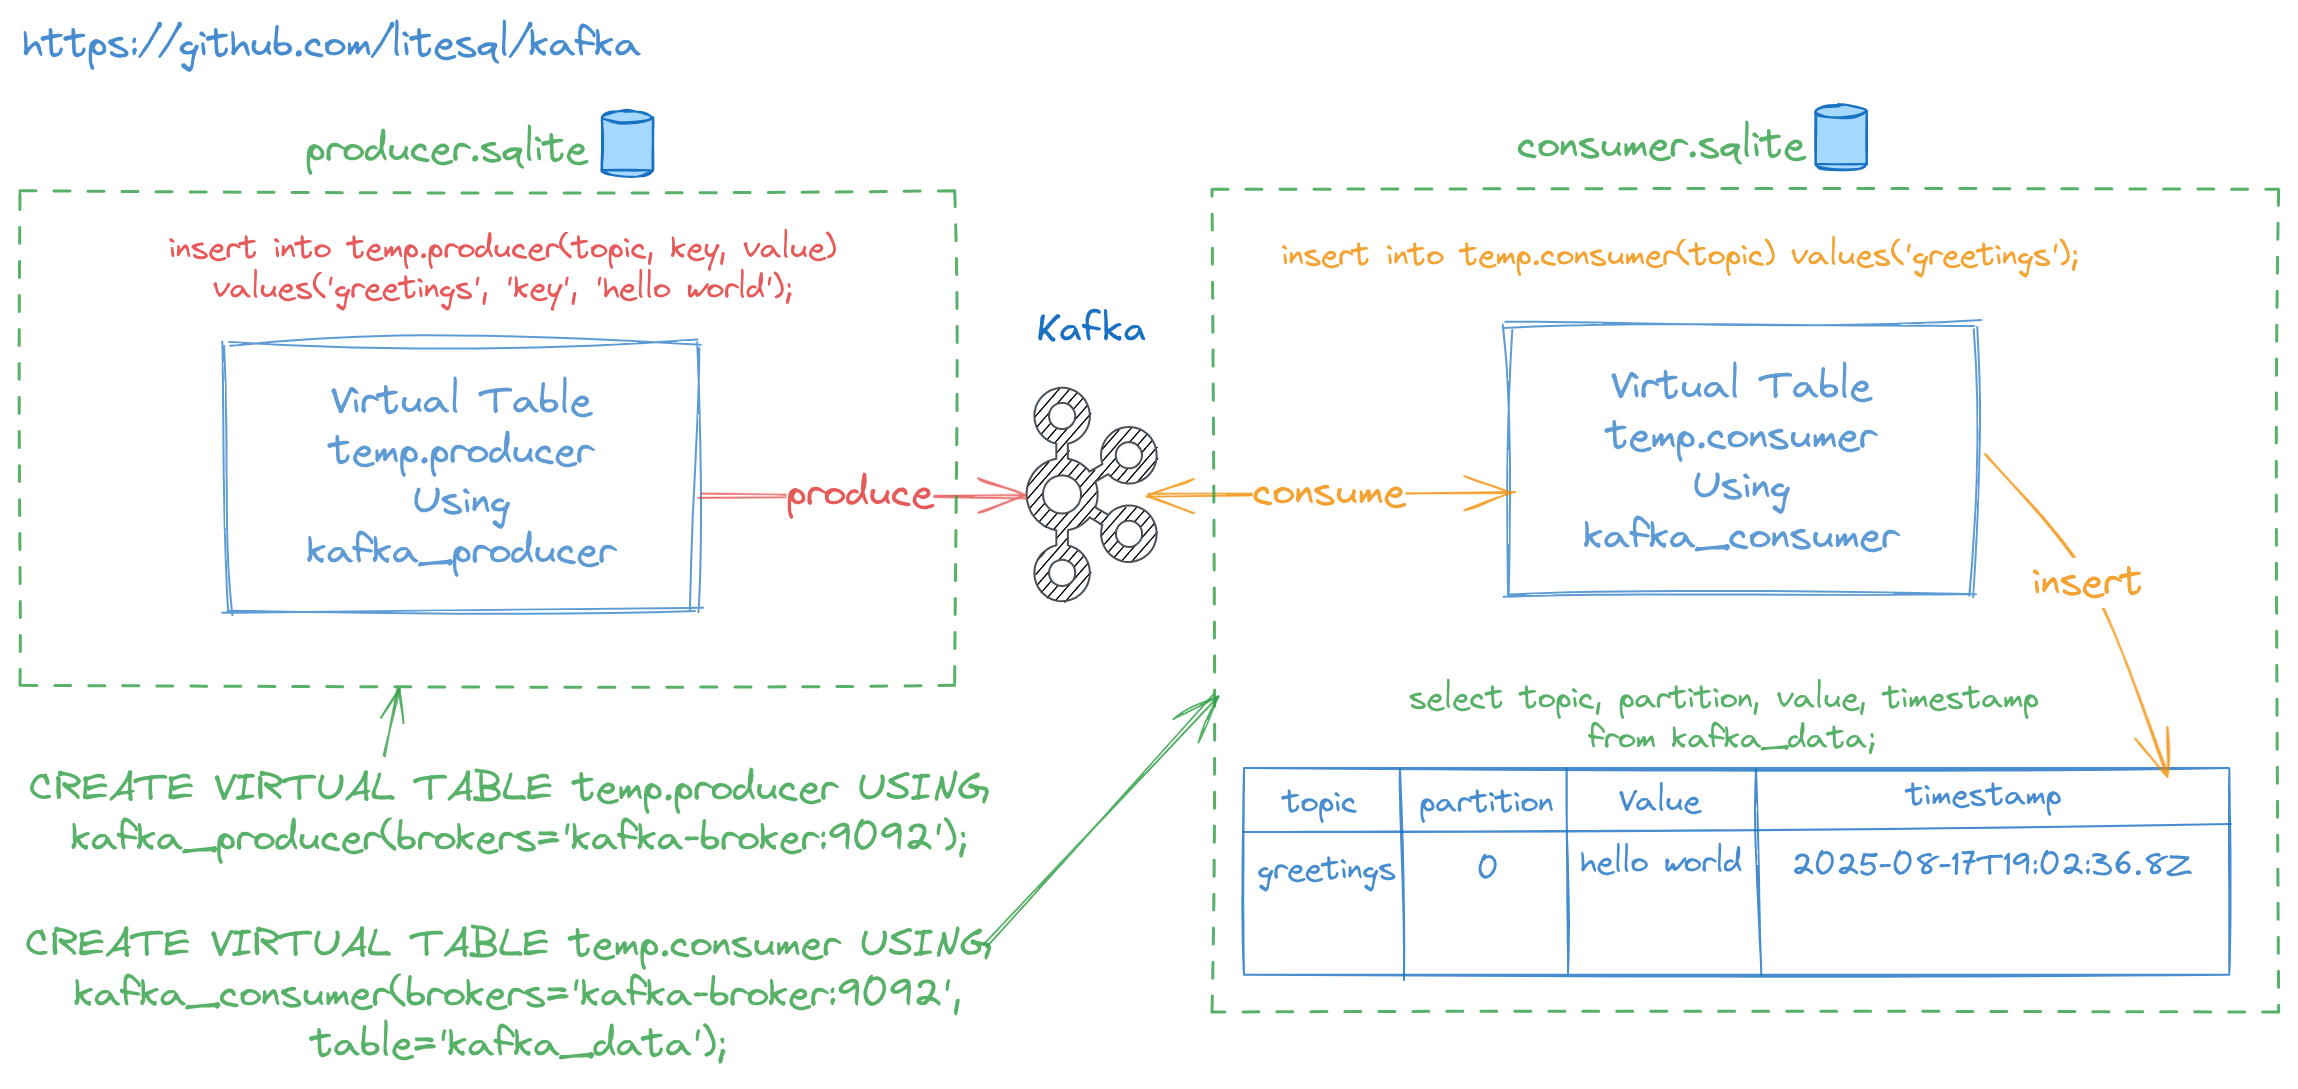 https://github.com/litesql/kafka
producer.sqlite
insert into temp.producer(topic, key, value)
values('greetings', 'key', 'hello world');
Virtual Table
temp.producer
Using
kafka_producer
produce
Kafka
consume
consumer.sqlite
insert into temp.consumer(topic) values('greetings');
Virtual Table
temp.consumer
Using
kafka_consumer
insert
select topic, partition, value, timestamp
from kafka_data;
topic partition Value timestamp
greetings 0 hello world 2025-08-17T19:02:36.8Z
CREATE VIRTUAL TABLE temp.producer USING
kafka_producer(brokers='kafka-broker:9092');
CREATE VIRTUAL TABLE temp.consumer USING
kafka_consumer(brokers='kafka-broker:9092',
table='kafka_data');